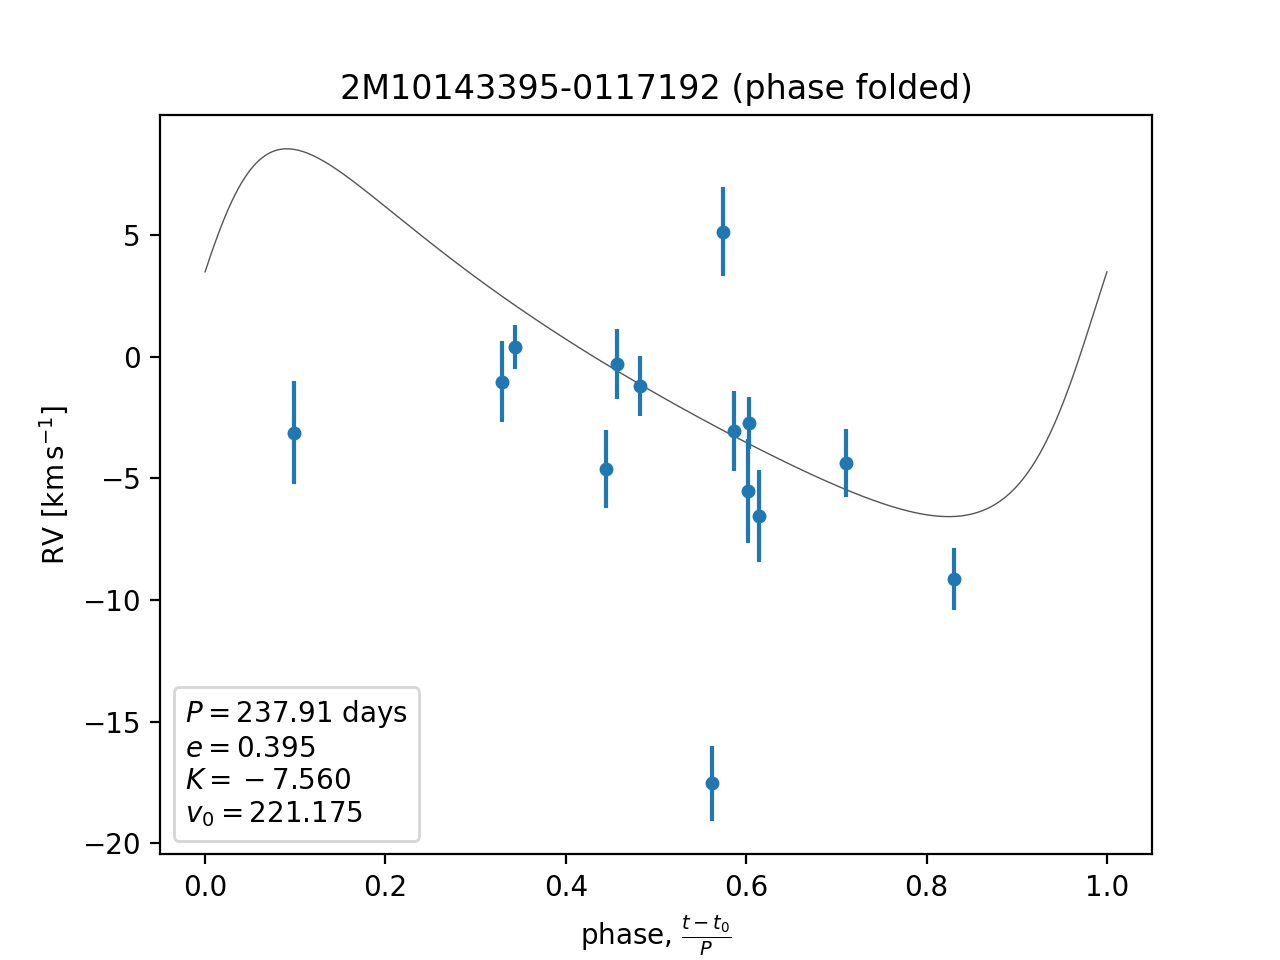 2M10143395-0117192 (phase folded)
RV [km s⁻¹]
5
0
−5
−10
−15
−20
P = 237.91 days
e = 0.395
K = − 7.560
v₀ = 221.175
0.0 0.2 0.4 0.6 0.8 1.0
phase, (t − t₀)/P